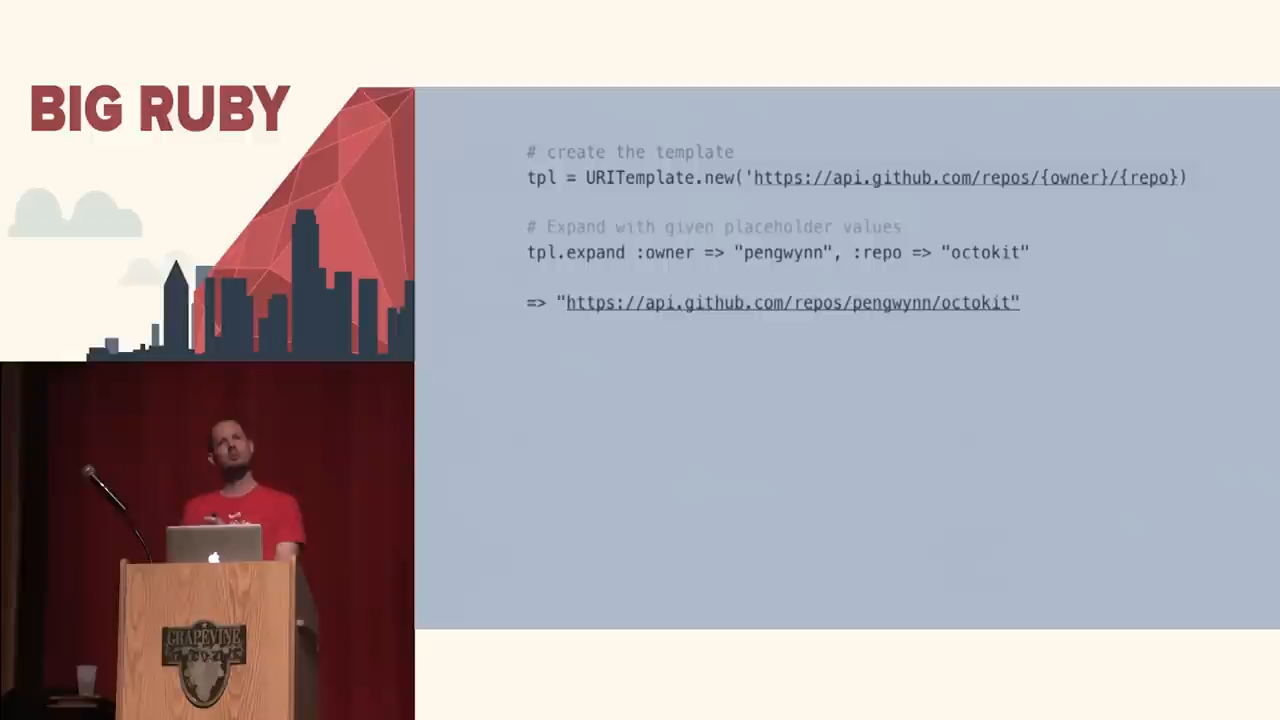 BIG RUBY
# create the template
tpl = URITemplate.new('https://api.github.com/repos/{owner}/{repo})
# Expand with given placeholder values
tpl.expand :owner => "pengwynn", :repo => "octokit"
=> "https://api.github.com/repos/pengwynn/octokit"
GRAPEVINE